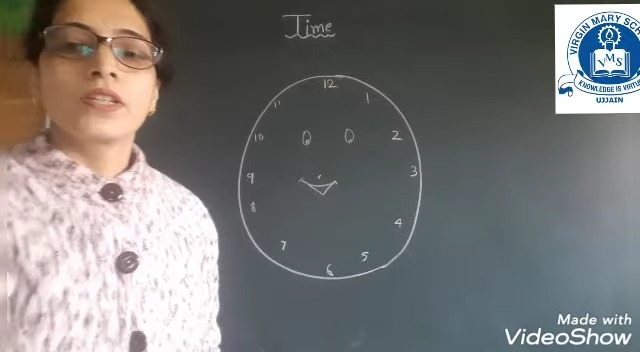 Time
12
11
1
10
2
9
3
8
4
7
5
6
VIRGIN MARY SCH
VMS
KNOWLEDGE IS VIRTUE
UJJAIN
Made with
VideoShow